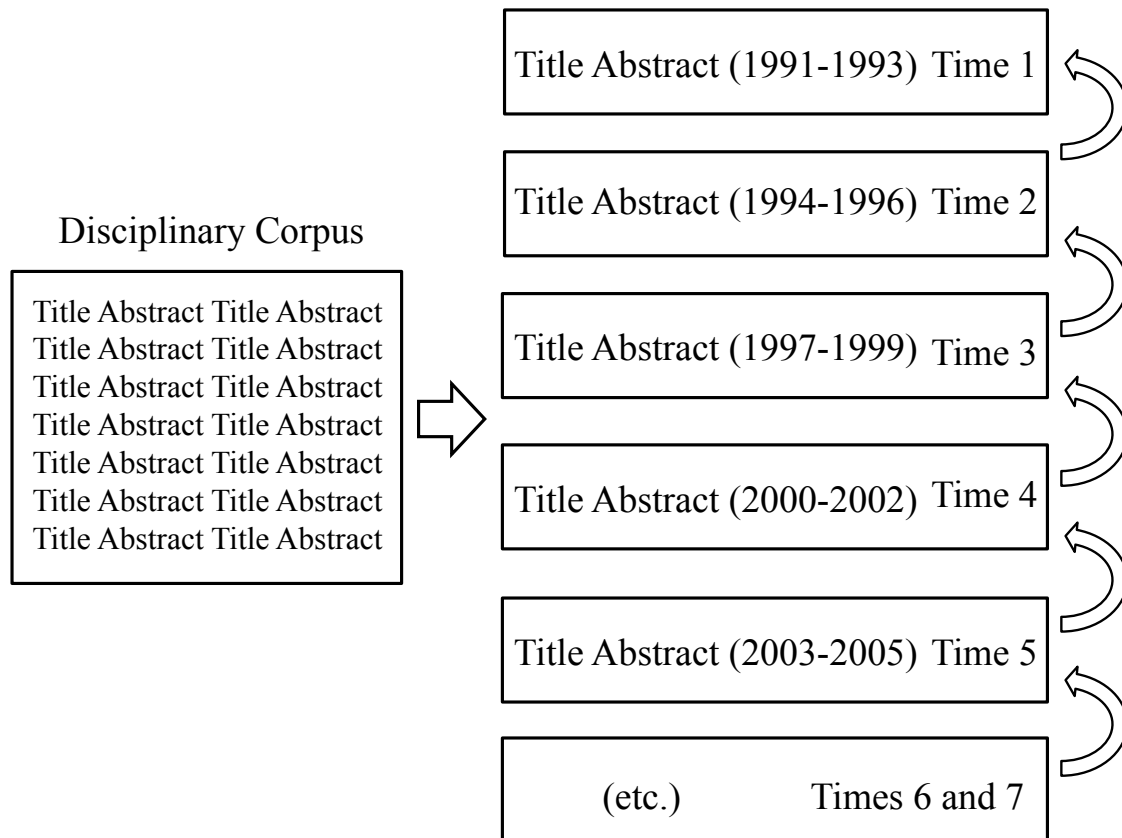 Disciplinary Corpus
Title Abstract Title Abstract
Title Abstract Title Abstract
Title Abstract Title Abstract
Title Abstract Title Abstract
Title Abstract Title Abstract
Title Abstract Title Abstract
Title Abstract Title Abstract
Title Abstract (1991-1993) Time 1
Title Abstract (1994-1996) Time 2
Title Abstract (1997-1999) Time 3
Title Abstract (2000-2002) Time 4
Title Abstract (2003-2005) Time 5
(etc.) Times 6 and 7